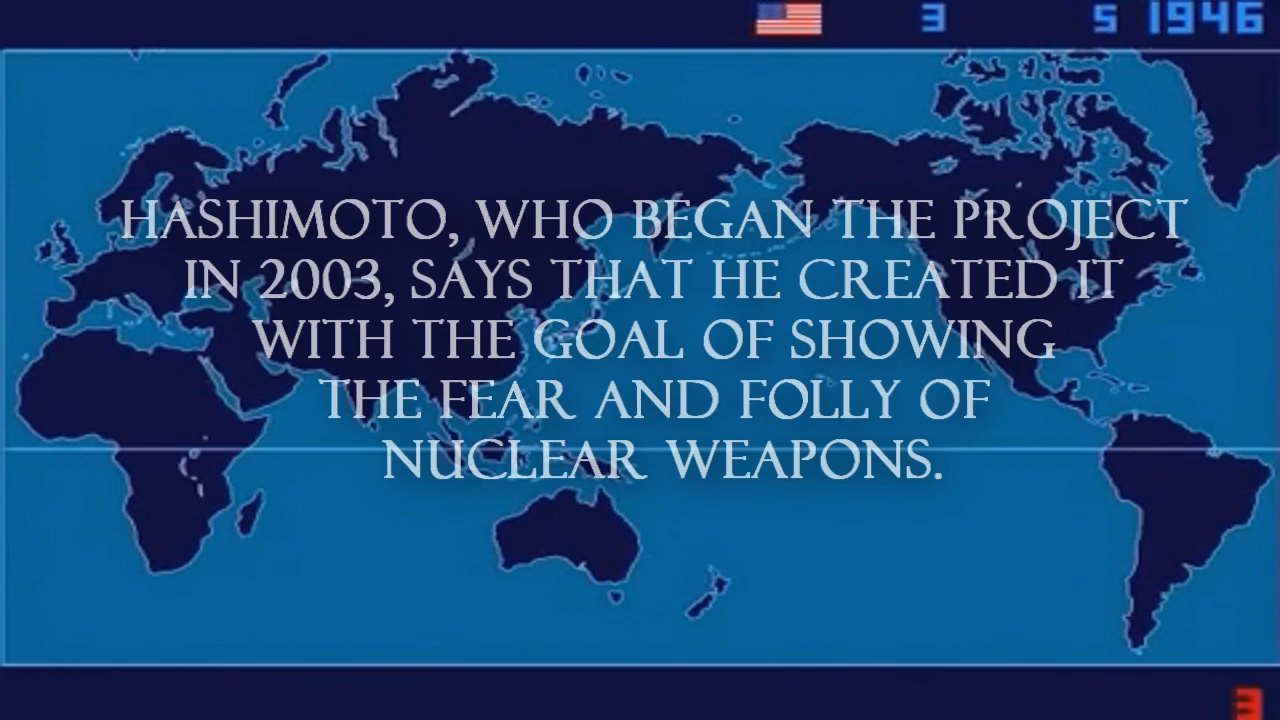 3 5 1946
HASHIMOTO, WHO BEGAN THE PROJECT
IN 2003, SAYS THAT HE CREATED IT
WITH THE GOAL OF SHOWING
THE FEAR AND FOLLY OF
NUCLEAR WEAPONS.
3